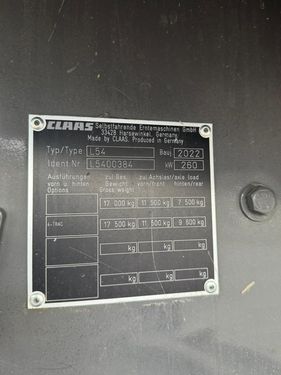 CLAAS Selbstfahrende Erntemaschinen GmbH
33428 Harsewinkel, Germany
Made by CLAAS. Produced in Germany
Typ/Type L54 Bauj. 2022
Ident Nr. L5400384 kW 260
Ausführungen zu Ges. zul Achslast/axle load
vorn u. hinten Gewicht vorn/front hinten/rear
Options Gross weight
17 000 kg 11 500 kg 7 500 kg
4-TRAC 17 500 kg 11 500 kg 9 800 kg
kg kg kg
kg kg kg